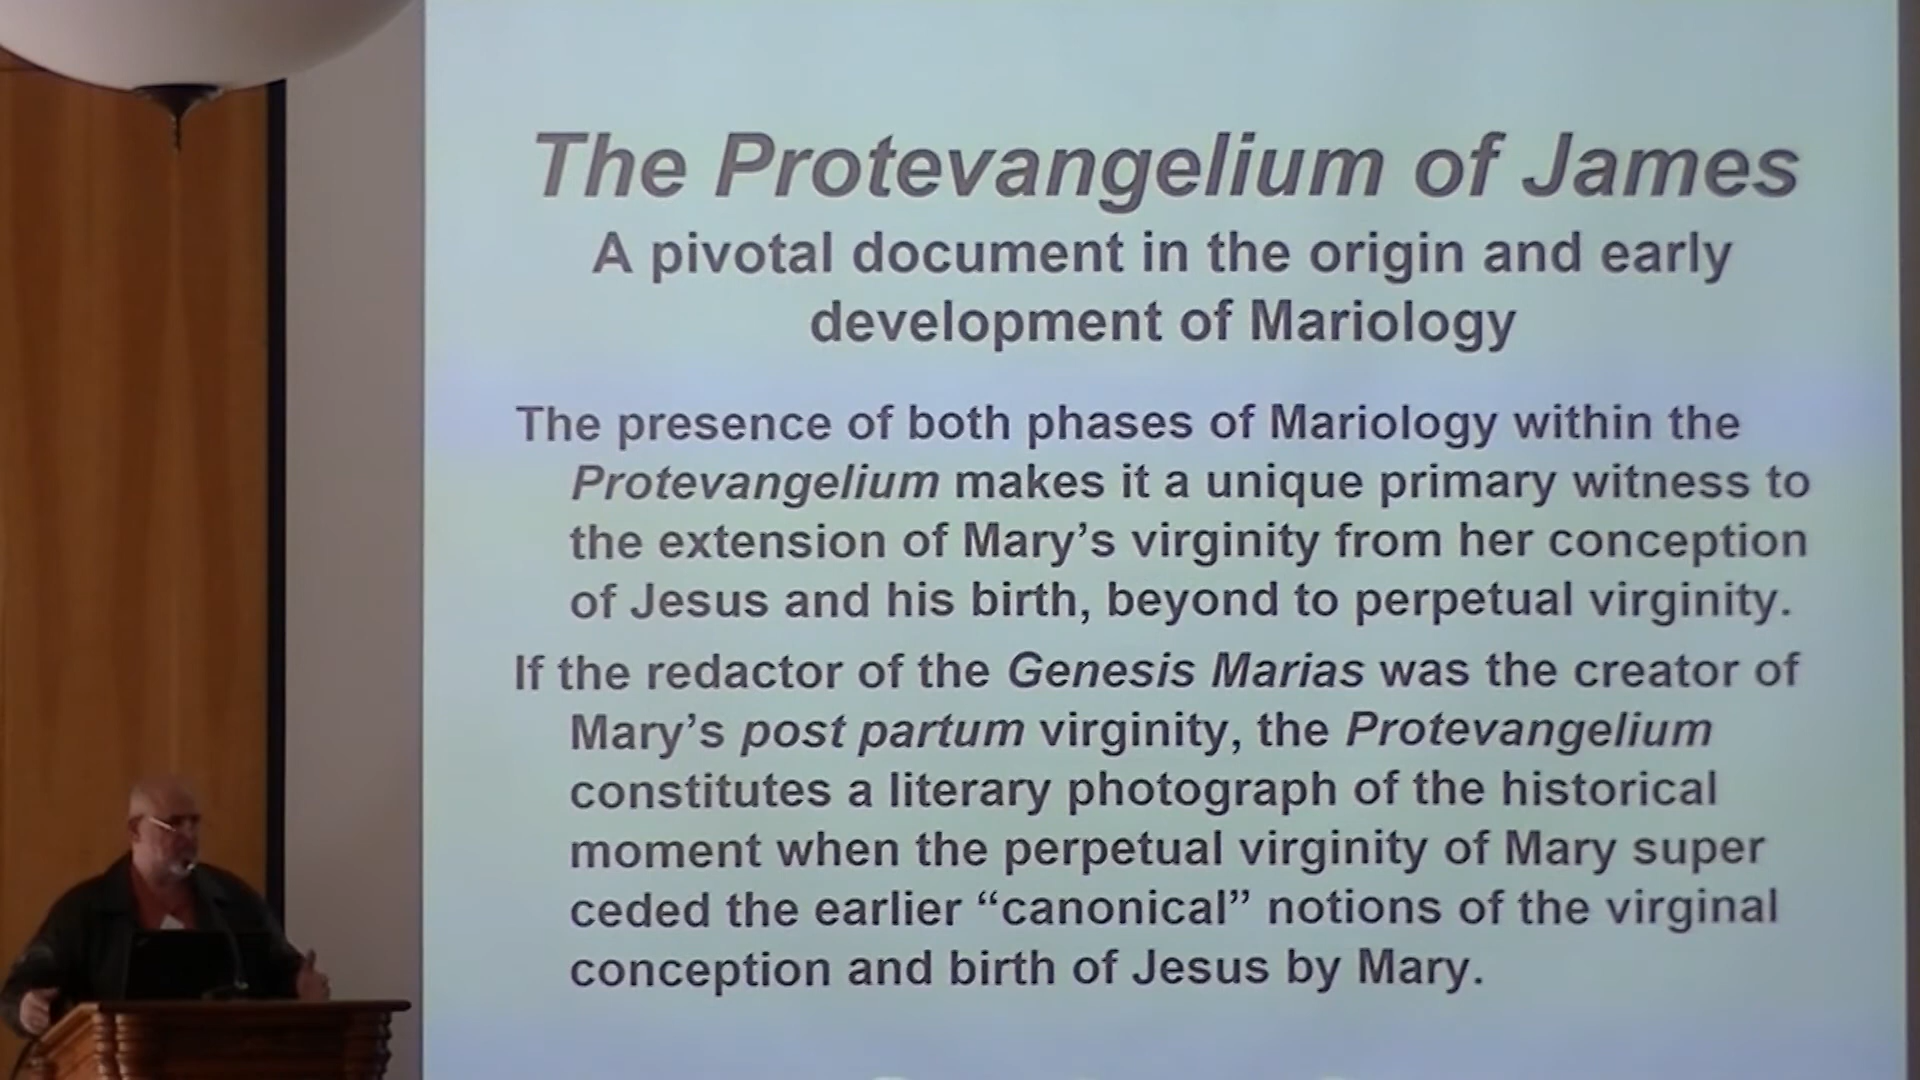 The Protevangelium of James
A pivotal document in the origin and early
development of Mariology
The presence of both phases of Mariology within the
Protevangelium makes it a unique primary witness to
the extension of Mary’s virginity from her conception
of Jesus and his birth, beyond to perpetual virginity.
If the redactor of the Genesis Marias was the creator of
Mary’s post partum virginity, the Protevangelium
constitutes a literary photograph of the historical
moment when the perpetual virginity of Mary super
ceded the earlier “canonical” notions of the virginal
conception and birth of Jesus by Mary.